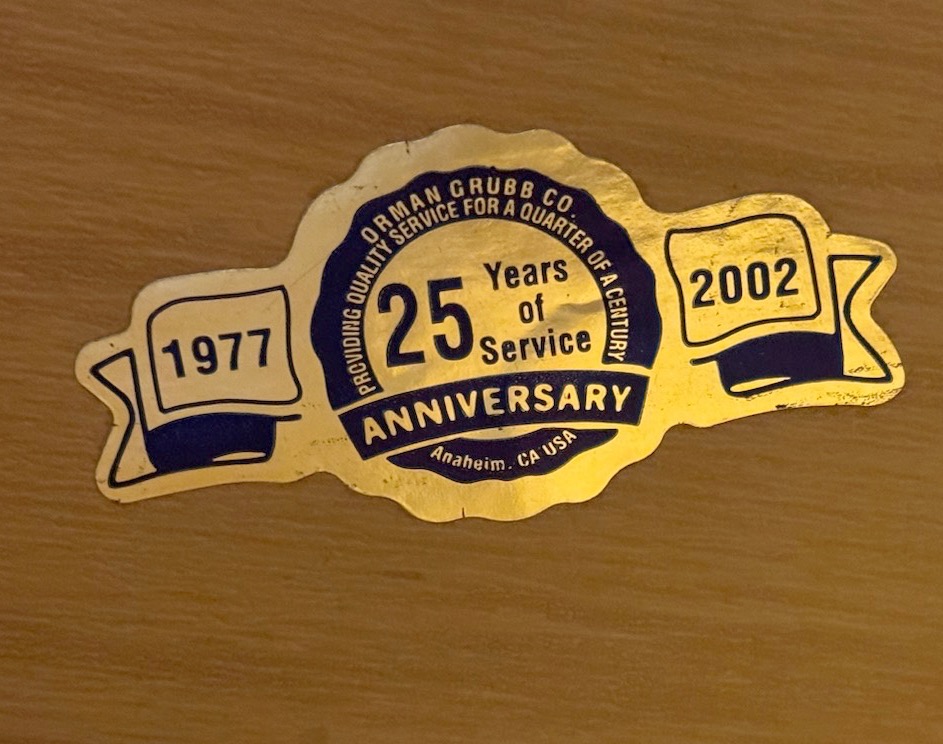 ORMAN GRUBB CO.
PROVIDING QUALITY SERVICE FOR A QUARTER OF A CENTURY
1977
25
Years
of
Service
2002
ANNIVERSARY
Anaheim, CA USA